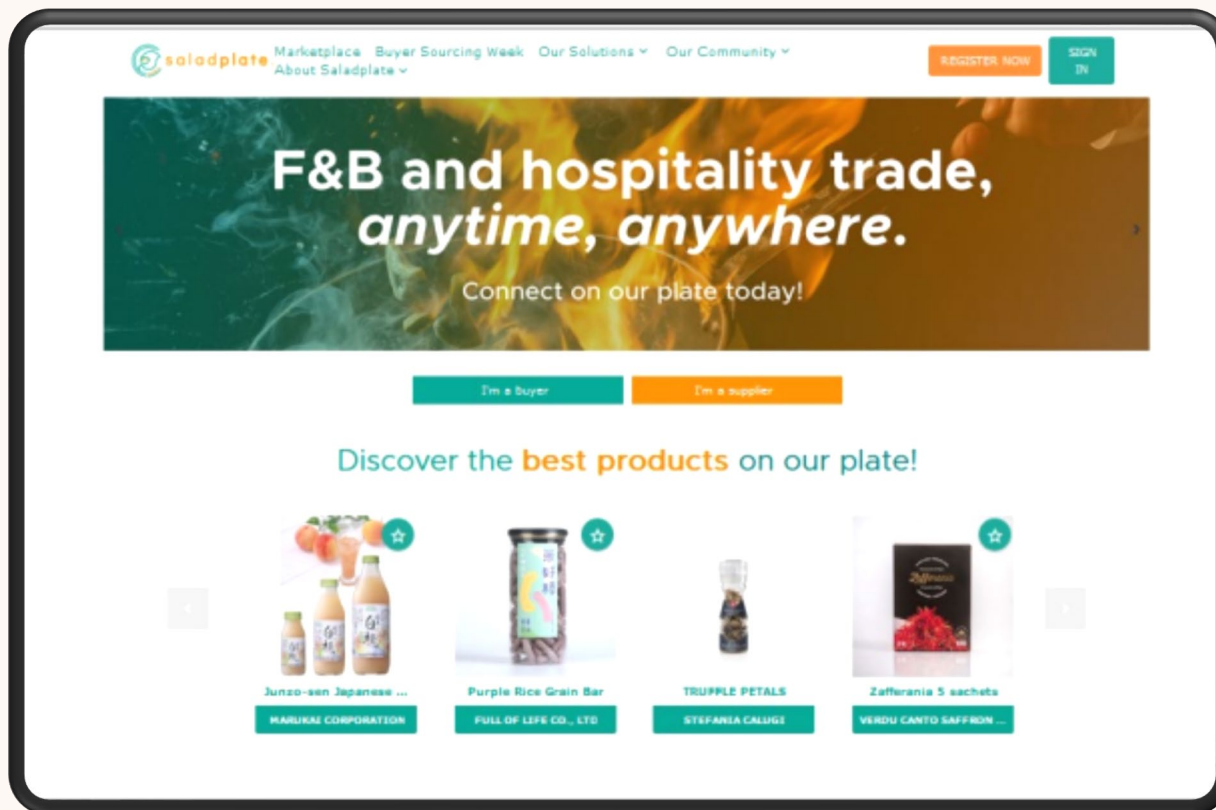 saladplate
Marketplace Buyer Sourcing Week Our Solutions Our Community
About Saladplate
REGISTER NOW
SIGN
IN
F&B and hospitality trade,
anytime, anywhere.
Connect on our plate today!
I'm a buyer
I'm a supplier
Discover the best products on our plate!
Junzo-sen Japanese ...
Purple Rice Grain Bar
TRUFFLE PETALS
Zafferania 5 sachets
MARUKAI CORPORATION
FULL OF LIFE CO., LTD
STEFANIA CALUGI
VERDU CANTO SAFFRON ...